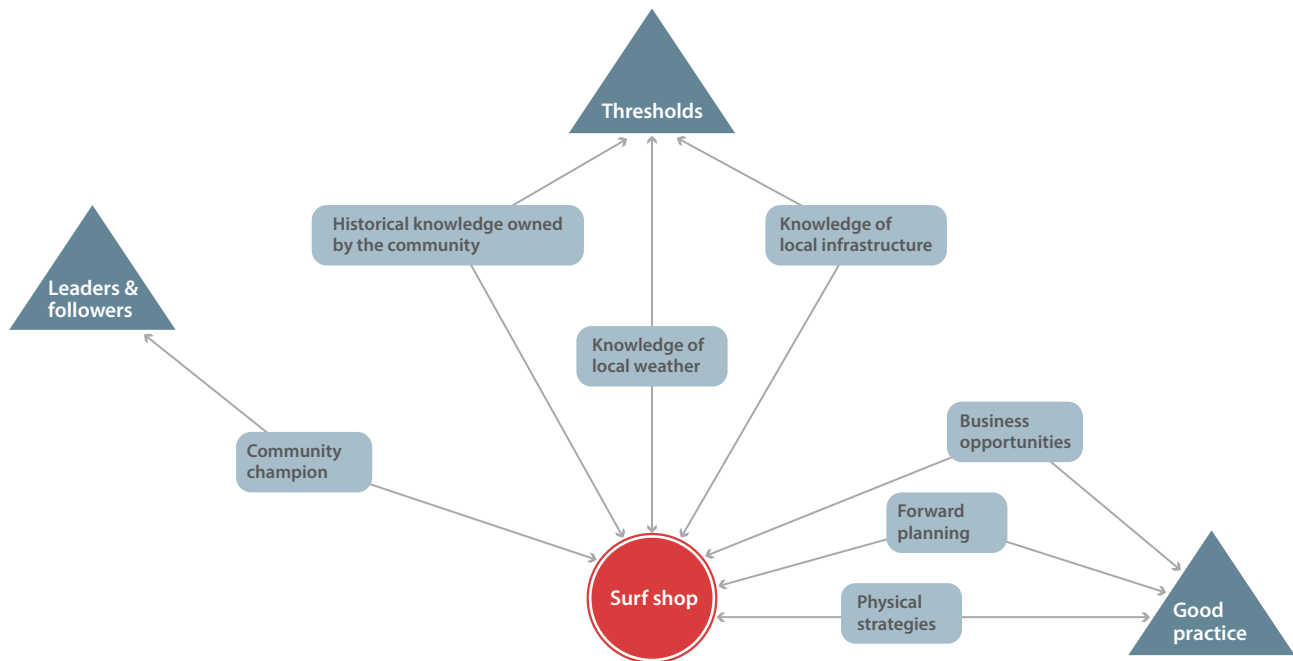 Thresholds
Historical knowledge owned
by the community
Knowledge of
local infrastructure
Leaders &
followers
Knowledge of
local weather
Business
opportunities
Community
champion
Forward
planning
Surf shop
Physical
strategies
Good
practice